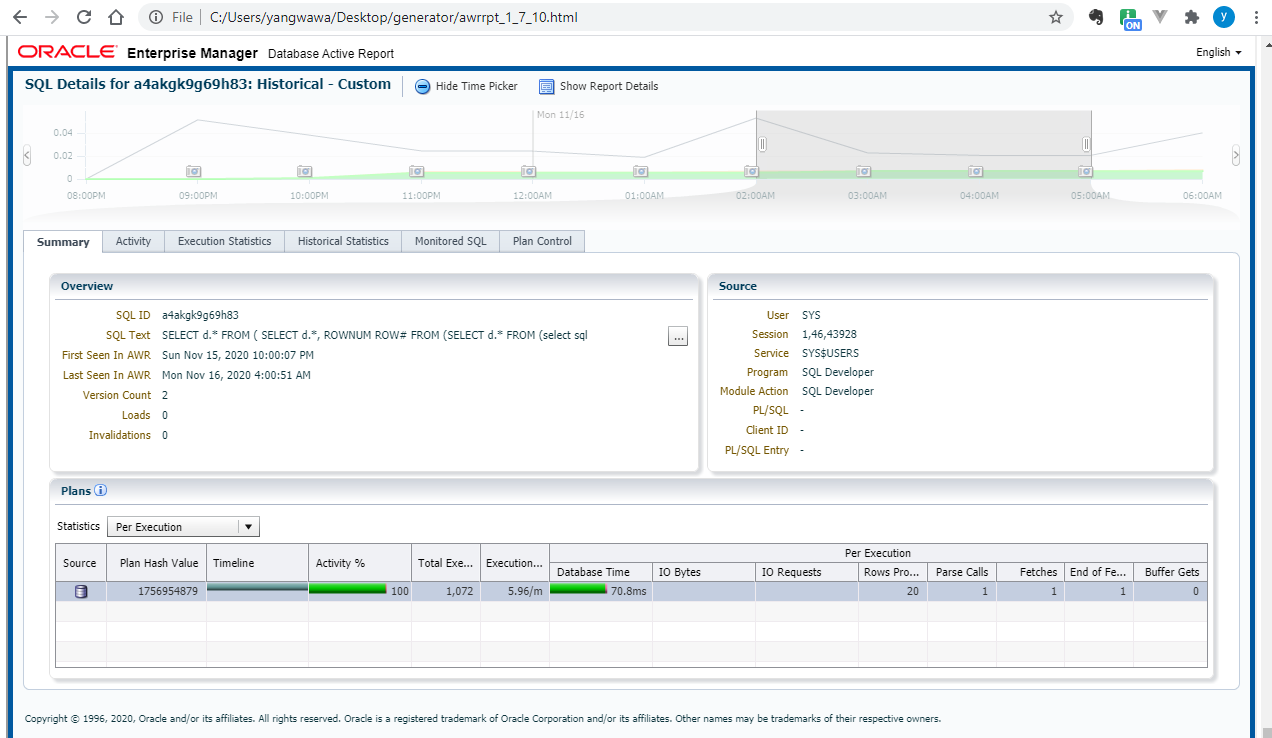 File C:/Users/yangwawa/Desktop/generator/awrrpt_1_7_10.html
ON
y
ORACLE Enterprise Manager Database Active Report
English
SQL Details for a4akgk9g69h83: Historical - Custom
Hide Time Picker
Show Report Details
Mon 11/16
0.04
0.02
0
08:00PM 09:00PM 10:00PM 11:00PM 12:00AM 01:00AM 02:00AM 03:00AM 04:00AM 05:00AM 06:00AM
Summary Activity Execution Statistics Historical Statistics Monitored SQL Plan Control
Overview
SQL ID a4akgk9g69h83
SQL Text SELECT d.* FROM ( SELECT d.*, ROWNUM ROW# FROM (SELECT d.* FROM (select sql
...
First Seen In AWR Sun Nov 15, 2020 10:00:07 PM
Last Seen In AWR Mon Nov 16, 2020 4:00:51 AM
Version Count 2
Loads 0
Invalidations 0
Source
User SYS
Session 1,46,43928
Service SYS$USERS
Program SQL Developer
Module Action SQL Developer
PL/SQL -
Client ID -
PL/SQL Entry -
Plans
Statistics Per Execution
Source Plan Hash Value Timeline Activity % Total Exe... Execution... Per Execution
Database Time IO Bytes IO Requests Rows Pro... Parse Calls Fetches End of Fe... Buffer Gets
1756954879 100 1,072 5.96/m 70.8ms 20 1 1 1 0
Copyright © 1996, 2020, Oracle and/or its affiliates. All rights reserved. Oracle is a registered trademark of Oracle Corporation and/or its affiliates. Other names may be trademarks of their respective owners.